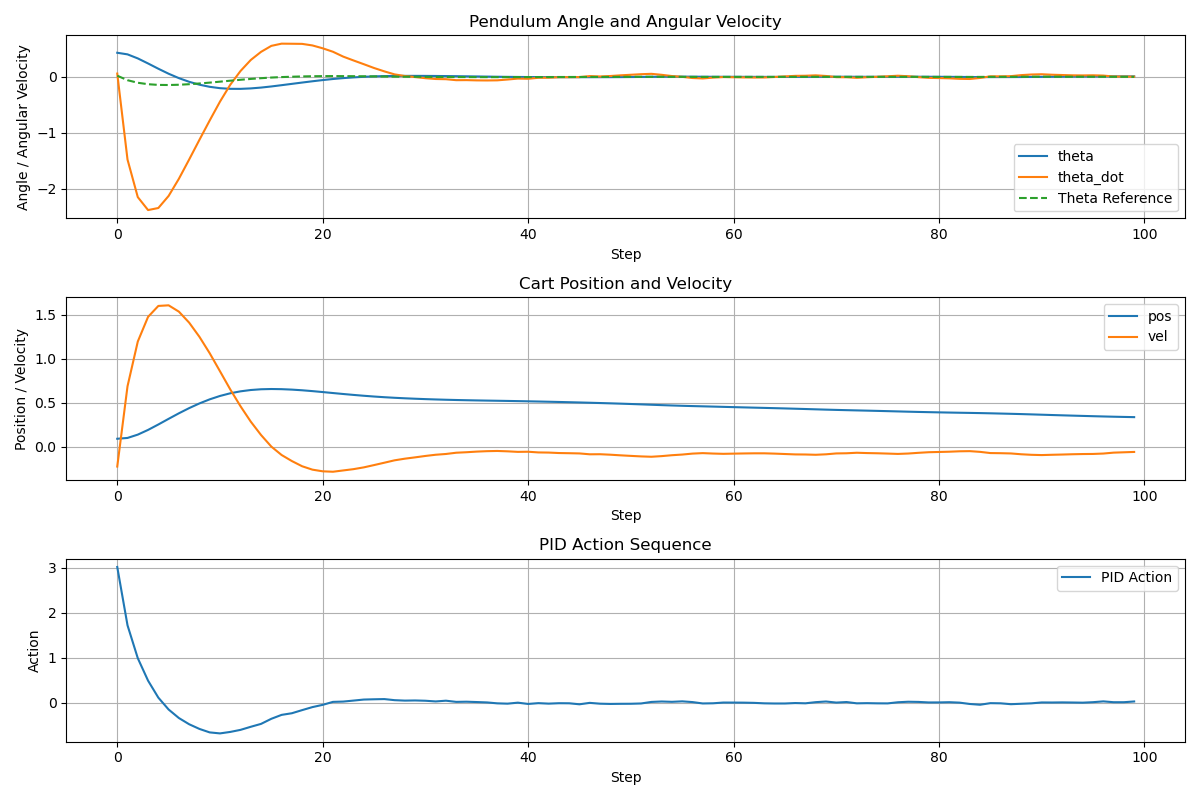 Pendulum Angle and Angular Velocity
Angle / Angular Velocity
0
−1
−2
theta
theta_dot
Theta Reference
0 20 40 60 80 100
Step
Cart Position and Velocity
Position / Velocity
1.5
1.0
0.5
0.0
pos
vel
0 20 40 60 80 100
Step
PID Action Sequence
Action
3
2
1
0
PID Action
0 20 40 60 80 100
Step